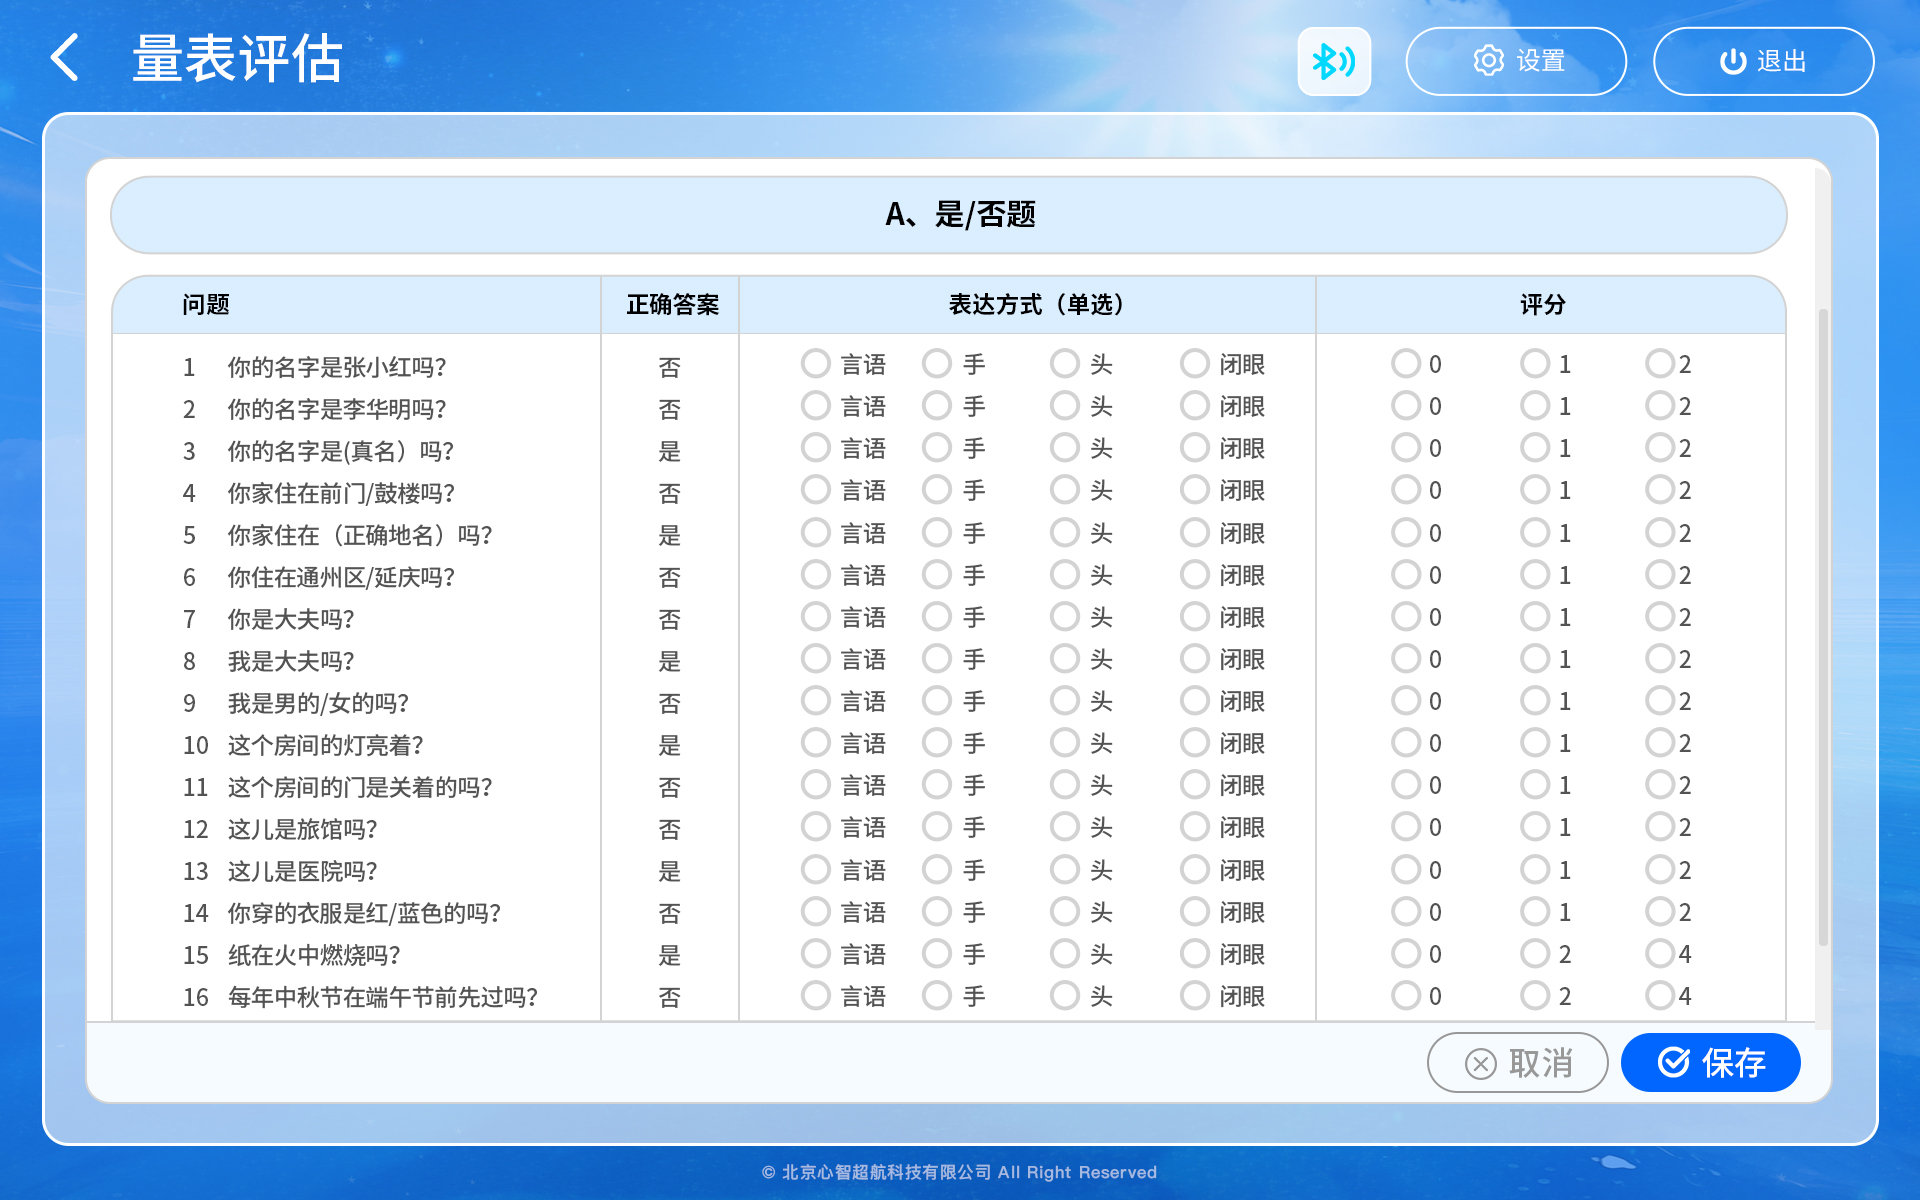 量表评估
设置
退出
A、是/否题
问题 正确答案 表达方式（单选） 评分
1 你的名字是张小红吗？ 否 言语 手 头 闭眼 0 1 2
2 你的名字是李华明吗？ 否 言语 手 头 闭眼 0 1 2
3 你的名字是(真名）吗？ 是 言语 手 头 闭眼 0 1 2
4 你家住在前门/鼓楼吗？ 否 言语 手 头 闭眼 0 1 2
5 你家住在（正确地名）吗？ 是 言语 手 头 闭眼 0 1 2
6 你住在通州区/延庆吗？ 否 言语 手 头 闭眼 0 1 2
7 你是大夫吗？ 否 言语 手 头 闭眼 0 1 2
8 我是大夫吗？ 是 言语 手 头 闭眼 0 1 2
9 我是男的/女的吗？ 否 言语 手 头 闭眼 0 1 2
10 这个房间的灯亮着？ 是 言语 手 头 闭眼 0 1 2
11 这个房间的门是关着的吗？ 否 言语 手 头 闭眼 0 1 2
12 这儿是旅馆吗？ 否 言语 手 头 闭眼 0 1 2
13 这儿是医院吗？ 是 言语 手 头 闭眼 0 1 2
14 你穿的衣服是红/蓝色的吗？ 否 言语 手 头 闭眼 0 1 2
15 纸在火中燃烧吗？ 是 言语 手 头 闭眼 0 2 4
16 每年中秋节在端午节前先过吗？ 否 言语 手 头 闭眼 0 2 4
取消
保存
© 北京心智超航科技有限公司 All Right Reserved